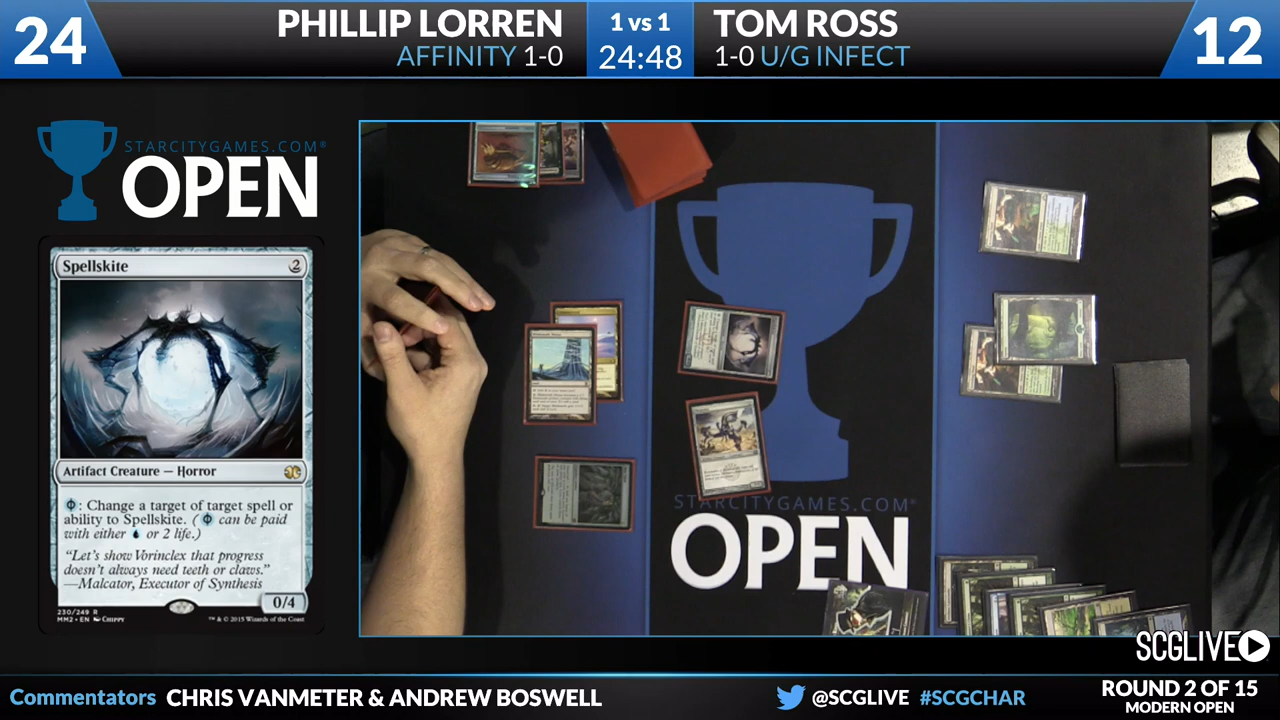 24
PHILLIP LORREN
AFFINITY 1-0
1 vs 1
24:48
TOM ROSS
1-0 U/G INFECT
12
STARCITYGAMES.COM®
OPEN
Spellskite 2
Artifact Creature — Horror
: Change a target of target spell or
ability to Spellskite. ( can be paid
with either or 2 life.)
"Let's show Vorinclex that progress
doesn't always need teeth or claws."
—Malcator, Executor of Synthesis
0/4
230/249 R
MM2 • EN CHIPPY
™ & © 2015 Wizards of the Coast
STARCITYGAMES.COM®
OPEN
SCGLIVE
Commentators CHRIS VANMETER & ANDREW BOSWELL
@SCGLIVE #SCGCHAR
ROUND 2 OF 15
MODERN OPEN